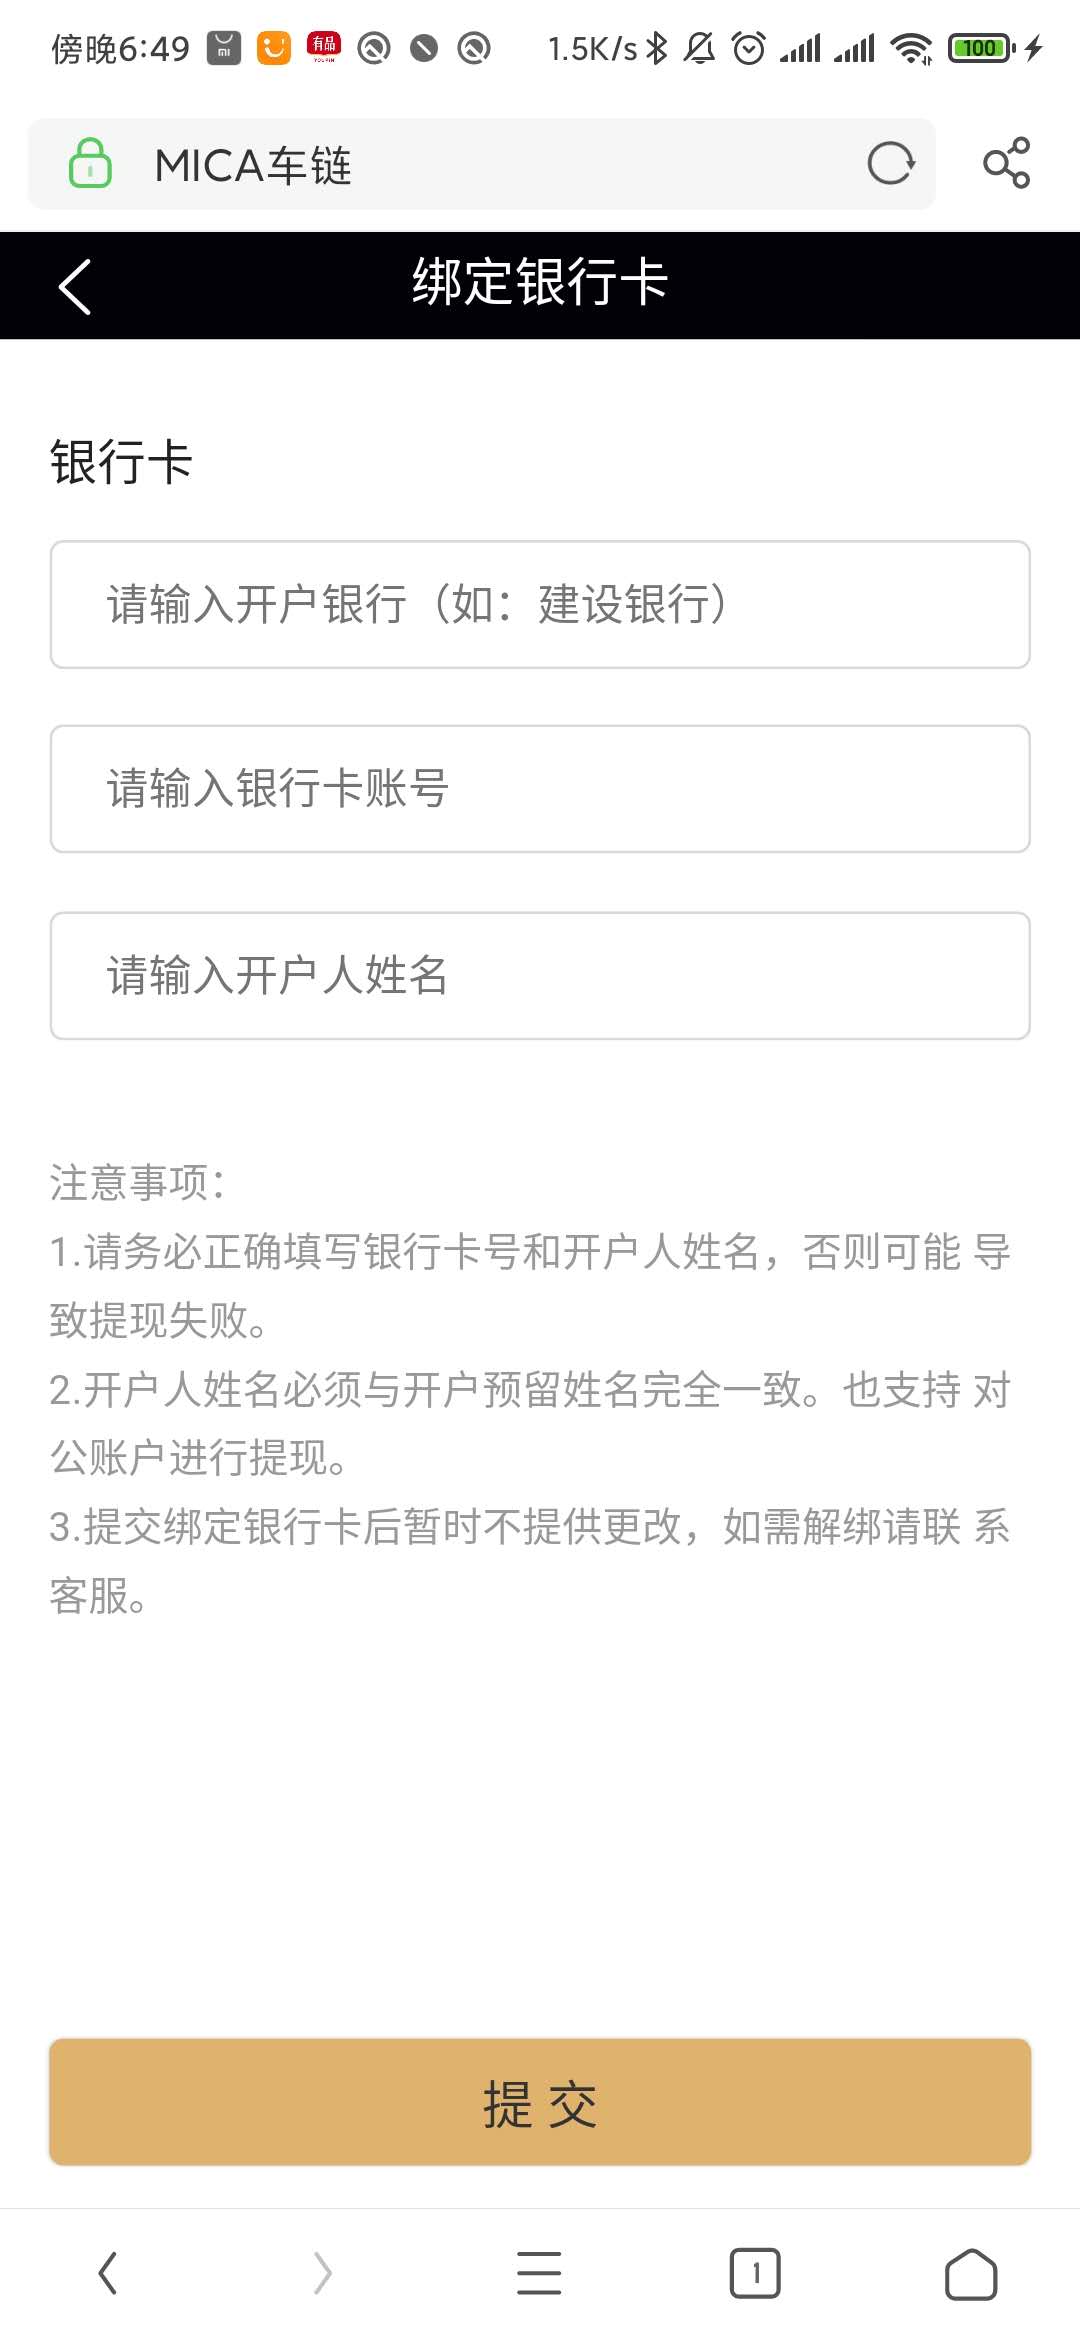 傍晚6:49
mi
有品
YOUPIN
1.5K/s
100
MICA车链
绑定银行卡
银行卡
请输入开户银行（如：建设银行）
请输入银行卡账号
请输入开户人姓名
注意事项：
1.请务必正确填写银行卡号和开户人姓名，否则可能 导
致提现失败。
2.开户人姓名必须与开户预留姓名完全一致。也支持 对
公账户进行提现。
3.提交绑定银行卡后暂时不提供更改，如需解绑请联 系
客服。
提 交
1